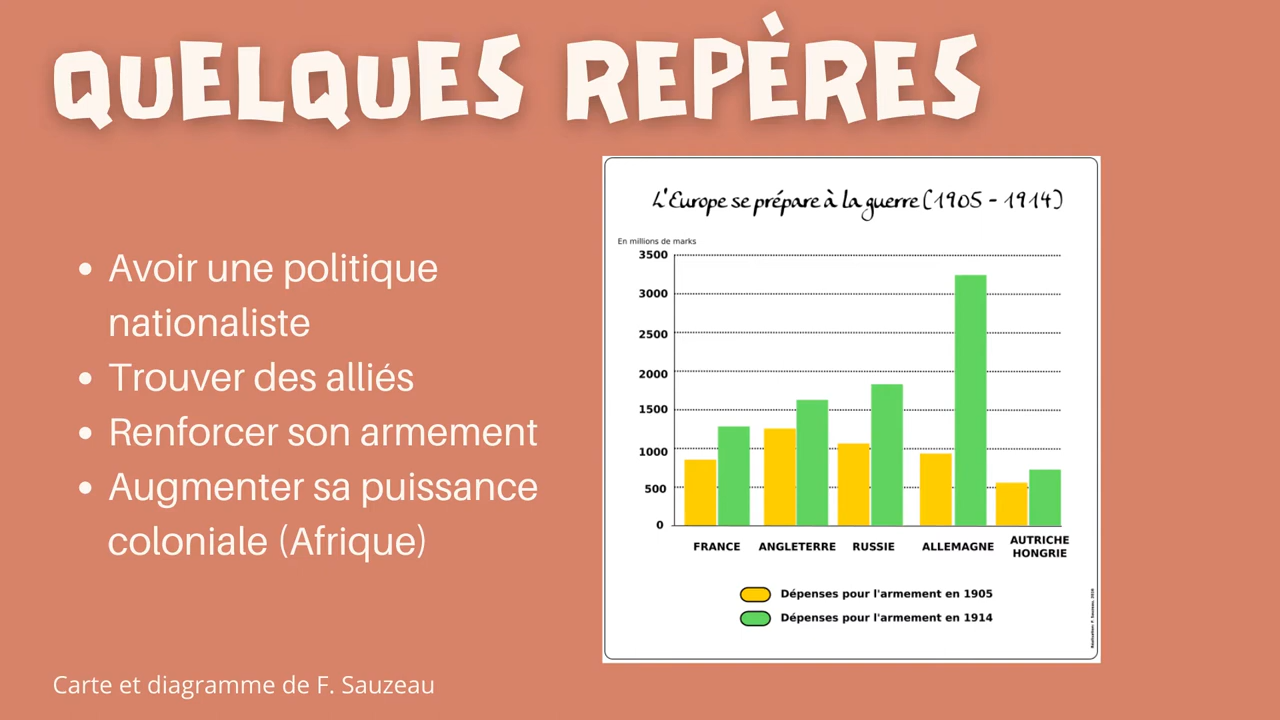 QUELQUES REPÈRES
• Avoir une politique
nationaliste
• Trouver des alliés
• Renforcer son armement
• Augmenter sa puissance
coloniale (Afrique)
Carte et diagramme de F. Sauzeau
L'Europe se prépare à la guerre (1905 - 1914)
En millions de marks
3500
3000
2500
2000
1500
1000
500
0
FRANCE ANGLETERRE RUSSIE ALLEMAGNE AUTRICHE
HONGRIE
Dépenses pour l'armement en 1905
Dépenses pour l'armement en 1914